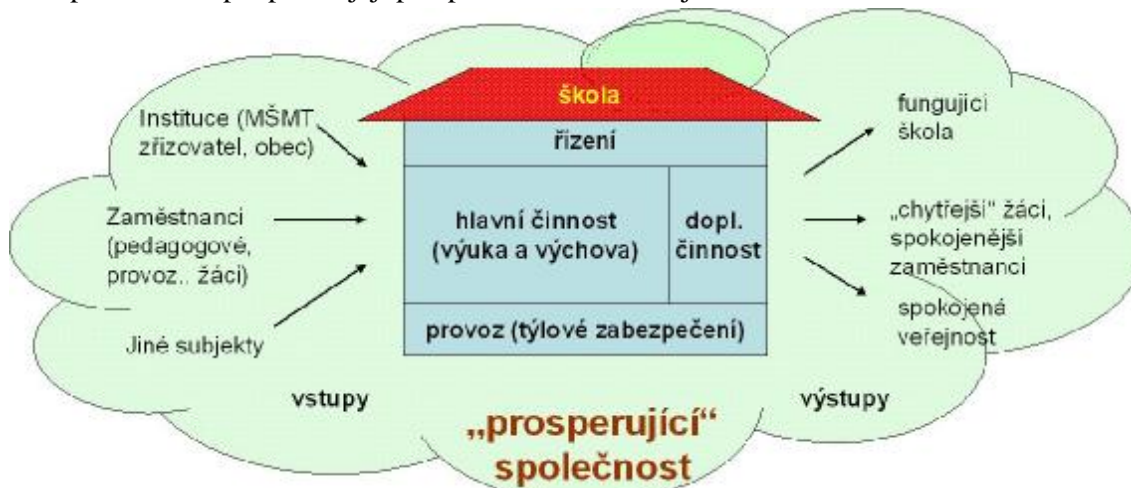 škola
řízení
hlavní činnost
(výuka a výchova)
dopl.
činnost
provoz (týlové zabezpečení)
Instituce (MŠMT
zřizovatel, obec)
Zaměstnanci
(pedagogové,
provoz.. žáci)
Jiné subjekty
vstupy
fungující
škola
„chytřejší“ žáci,
spokojenější
zaměstnanci
spokojená
veřejnost
výstupy
„prosperující“
společnost